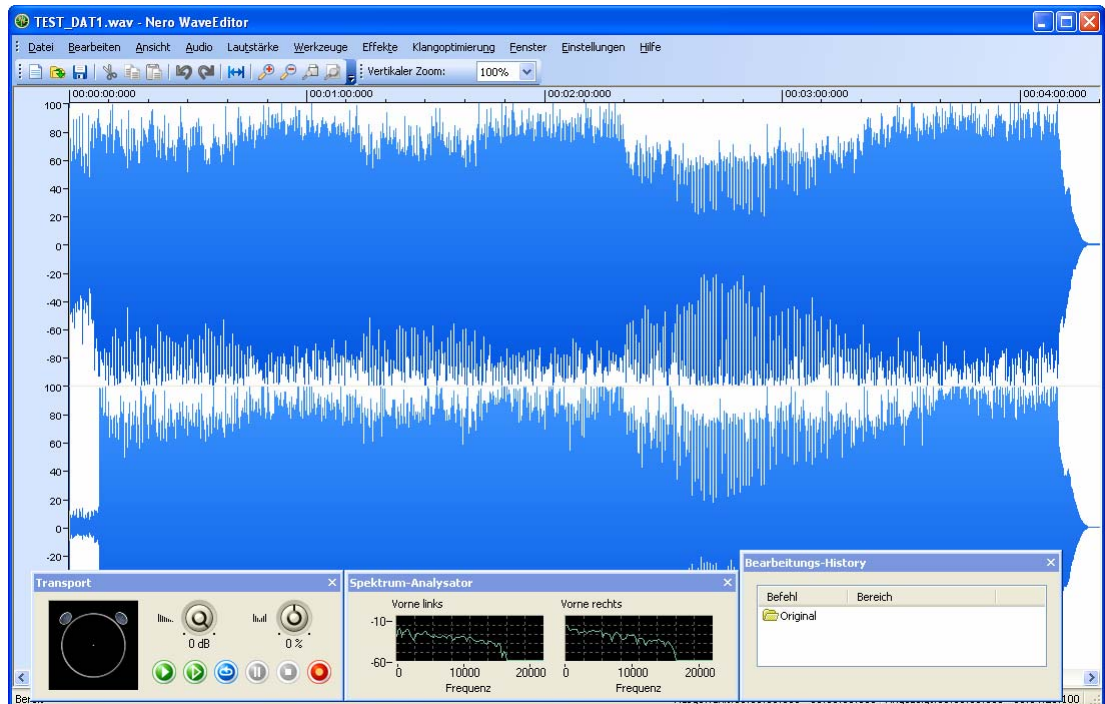 TEST_DAT1.wav - Nero WaveEditor
Datei Bearbeiten Ansicht Audio Lautstärke Werkzeuge Effekte Klangoptimierung Fenster Einstellungen Hilfe
Vertikaler Zoom: 100%
00:00:00:000 00:01:00:000 00:02:00:000 00:03:00:000 00:04:00:000
100
80
60
40
20
0
-20
-40
-60
-80
100
80
60
40
20
0
-20
Transport
0 dB
0 %
Spektrum-Analysator
Vorne links Vorne rechts
-10
-60
0 10000 20000 0 10000 20000
Frequenz Frequenz
Bearbeitungs-History
Befehl Bereich
Original